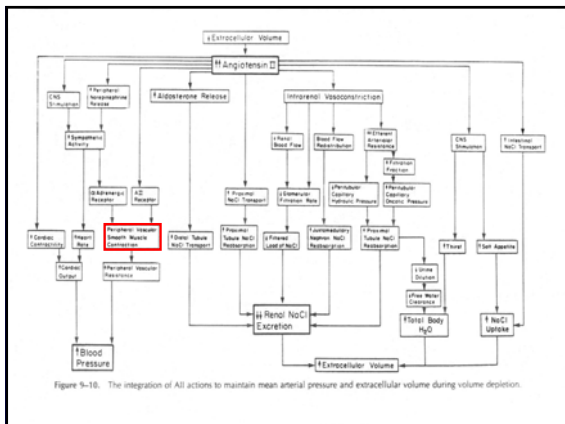 ↓Extracellular Volume
⇈Angiotensin II
CNS
Stimulation
↑Peripheral
Norepinephrine
Release
↑Aldosterone Release
Intrarenal Vasoconstriction
↑Sympathetic
Activity
↓Renal
Blood Flow
Blood Flow
Redistribution
Efferent
Arteriolar
Resistance
CNS
Stimulation
↑Intestinal
NaCl Transport
↑Filtration
Fraction
Adrenergic
Receptor
AII
Receptor
↑Proximal
NaCl Transport
↓Glomerular
Filtration Rate
↓Peritubular
Capillary
Hydraulic Pressure
↑Peritubular
Capillary
Oncotic Pressure
↑Cardiac
Contractility
↑Heart
Rate
Peripheral Vascular
Smooth Muscle
Contraction
↑Distal Tubule
NaCl Transport
↑Proximal
Tubule NaCl
Reabsorption
↓Filtered
Load of NaCl
↑Juxtamedullary
Nephron NaCl
Reabsorption
↑Proximal
Tubule NaCl
Reabsorption
↑Thirst
↑Salt Appetite
↑Cardiac
Output
↑Peripheral Vascular
Resistance
↓Urine
Dilution
↓Free Water
Clearance
⇊Renal NaCl
Excretion
↑Total Body
H₂O
↑NaCl
Uptake
↑Blood
Pressure
↑Extracellular Volume
Figure 9–10. The integration of AII actions to maintain mean arterial pressure and extracellular volume during volume depletion.